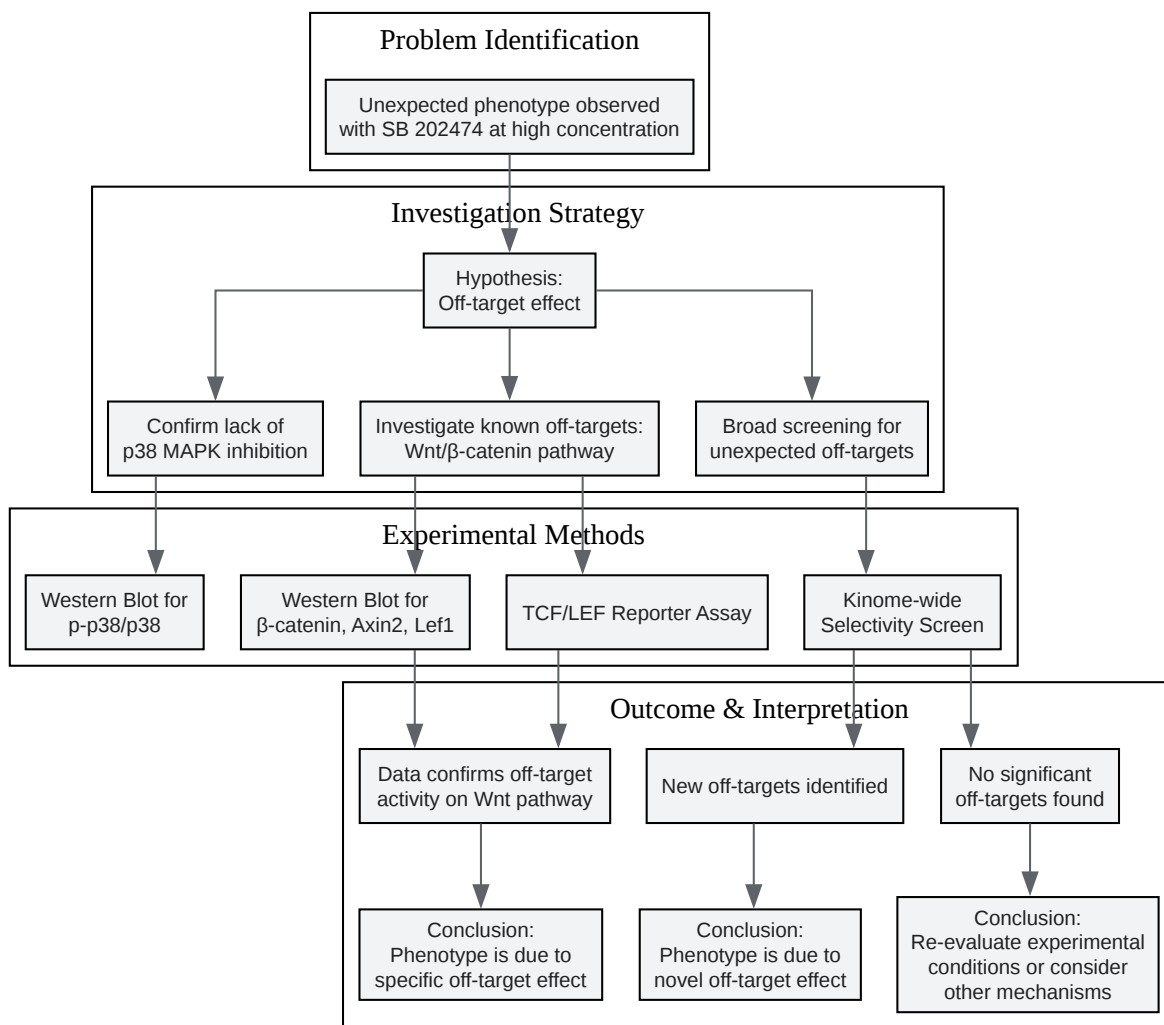 Problem Identification
Unexpected phenotype observed
with SB 202474 at high concentration
Investigation Strategy
Hypothesis:
Off-target effect
Confirm lack of
p38 MAPK inhibition
Investigate known off-targets:
Wnt/β-catenin pathway
Broad screening for
unexpected off-targets
Experimental Methods
Western Blot for
p-p38/p38
Western Blot for
β-catenin, Axin2, Lef1
TCF/LEF Reporter Assay
Kinome-wide
Selectivity Screen
Outcome & Interpretation
Data confirms off-target
activity on Wnt pathway
New off-targets identified
No significant
off-targets found
Conclusion:
Phenotype is due to
specific off-target effect
Conclusion:
Phenotype is due to
novel off-target effect
Conclusion:
Re-evaluate experimental
conditions or consider
other mechanisms